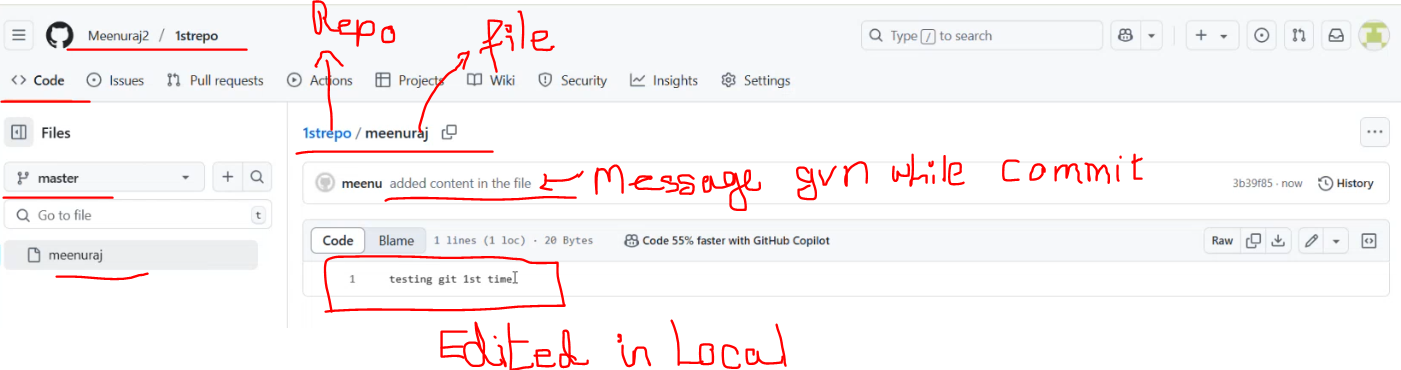 Repo
file
Meenuraj2 / 1strepo
Type / to search
Code Issues Pull requests Actions Projects Wiki Security Insights Settings
Files
1strepo / meenuraj
master
meenu added content in the file
Message gvn while commit
3b39f85 · now History
Go to file t
Code Blame 1 lines (1 loc) · 20 Bytes Code 55% faster with GitHub Copilot Raw
meenuraj
1 testing git 1st time
Edited in Local